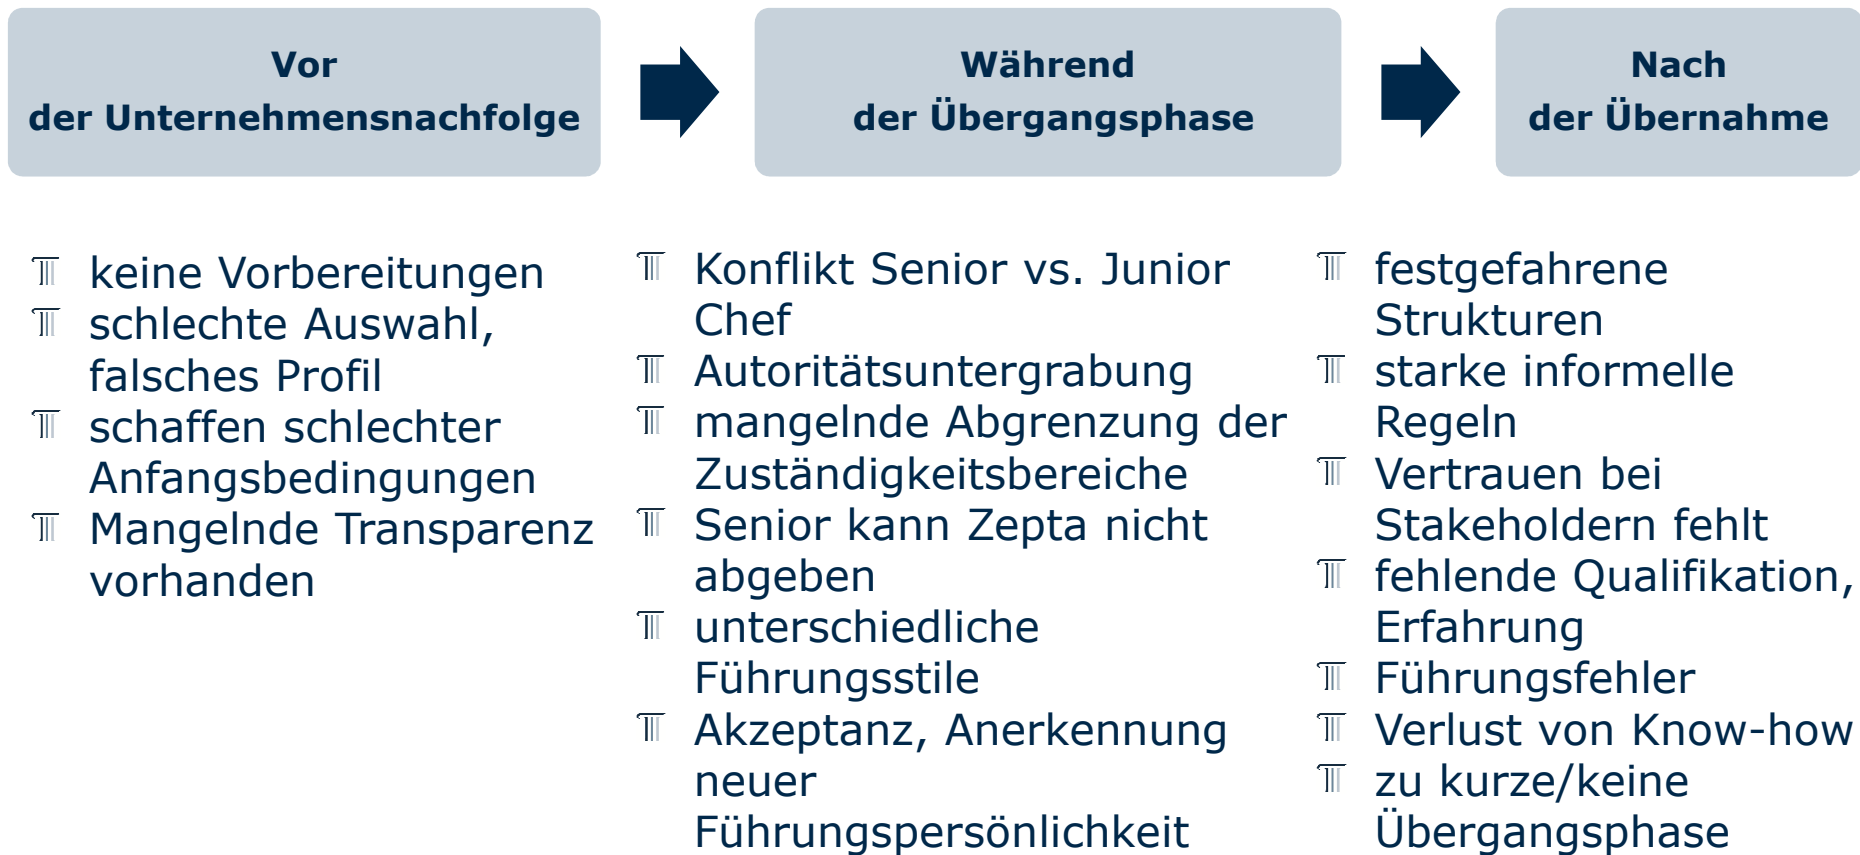 Vor
der Unternehmensnachfolge
Während
der Übergangsphase
Nach
der Übernahme
keine Vorbereitungen
schlechte Auswahl,
falsches Profil
schaffen schlechter
Anfangsbedingungen
Mangelnde Transparenz
vorhanden
Konflikt Senior vs. Junior
Chef
Autoritätsuntergrabung
mangelnde Abgrenzung der
Zuständigkeitsbereiche
Senior kann Zepta nicht
abgeben
unterschiedliche
Führungsstile
Akzeptanz, Anerkennung
neuer
Führungspersönlichkeit
festgefahrene
Strukturen
starke informelle
Regeln
Vertrauen bei
Stakeholdern fehlt
fehlende Qualifikation,
Erfahrung
Führungsfehler
Verlust von Know-how
zu kurze/keine
Übergangsphase